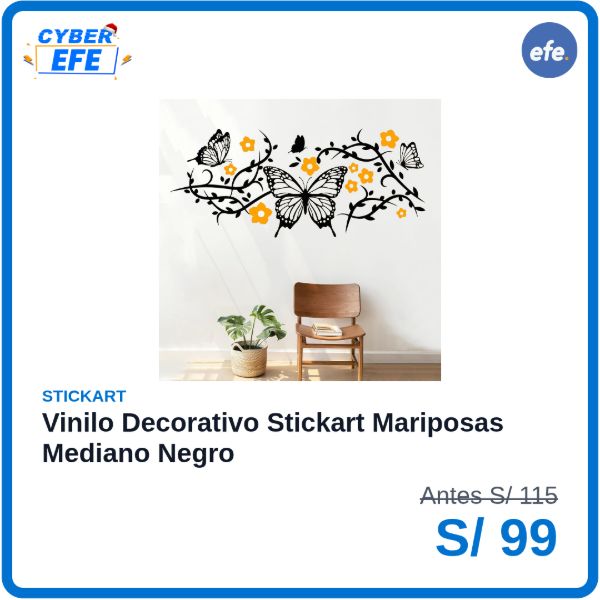 CYBER
EFE
efe.
STICKART
Vinilo Decorativo Stickart Mariposas
Mediano Negro
Antes S/ 115
S/ 99